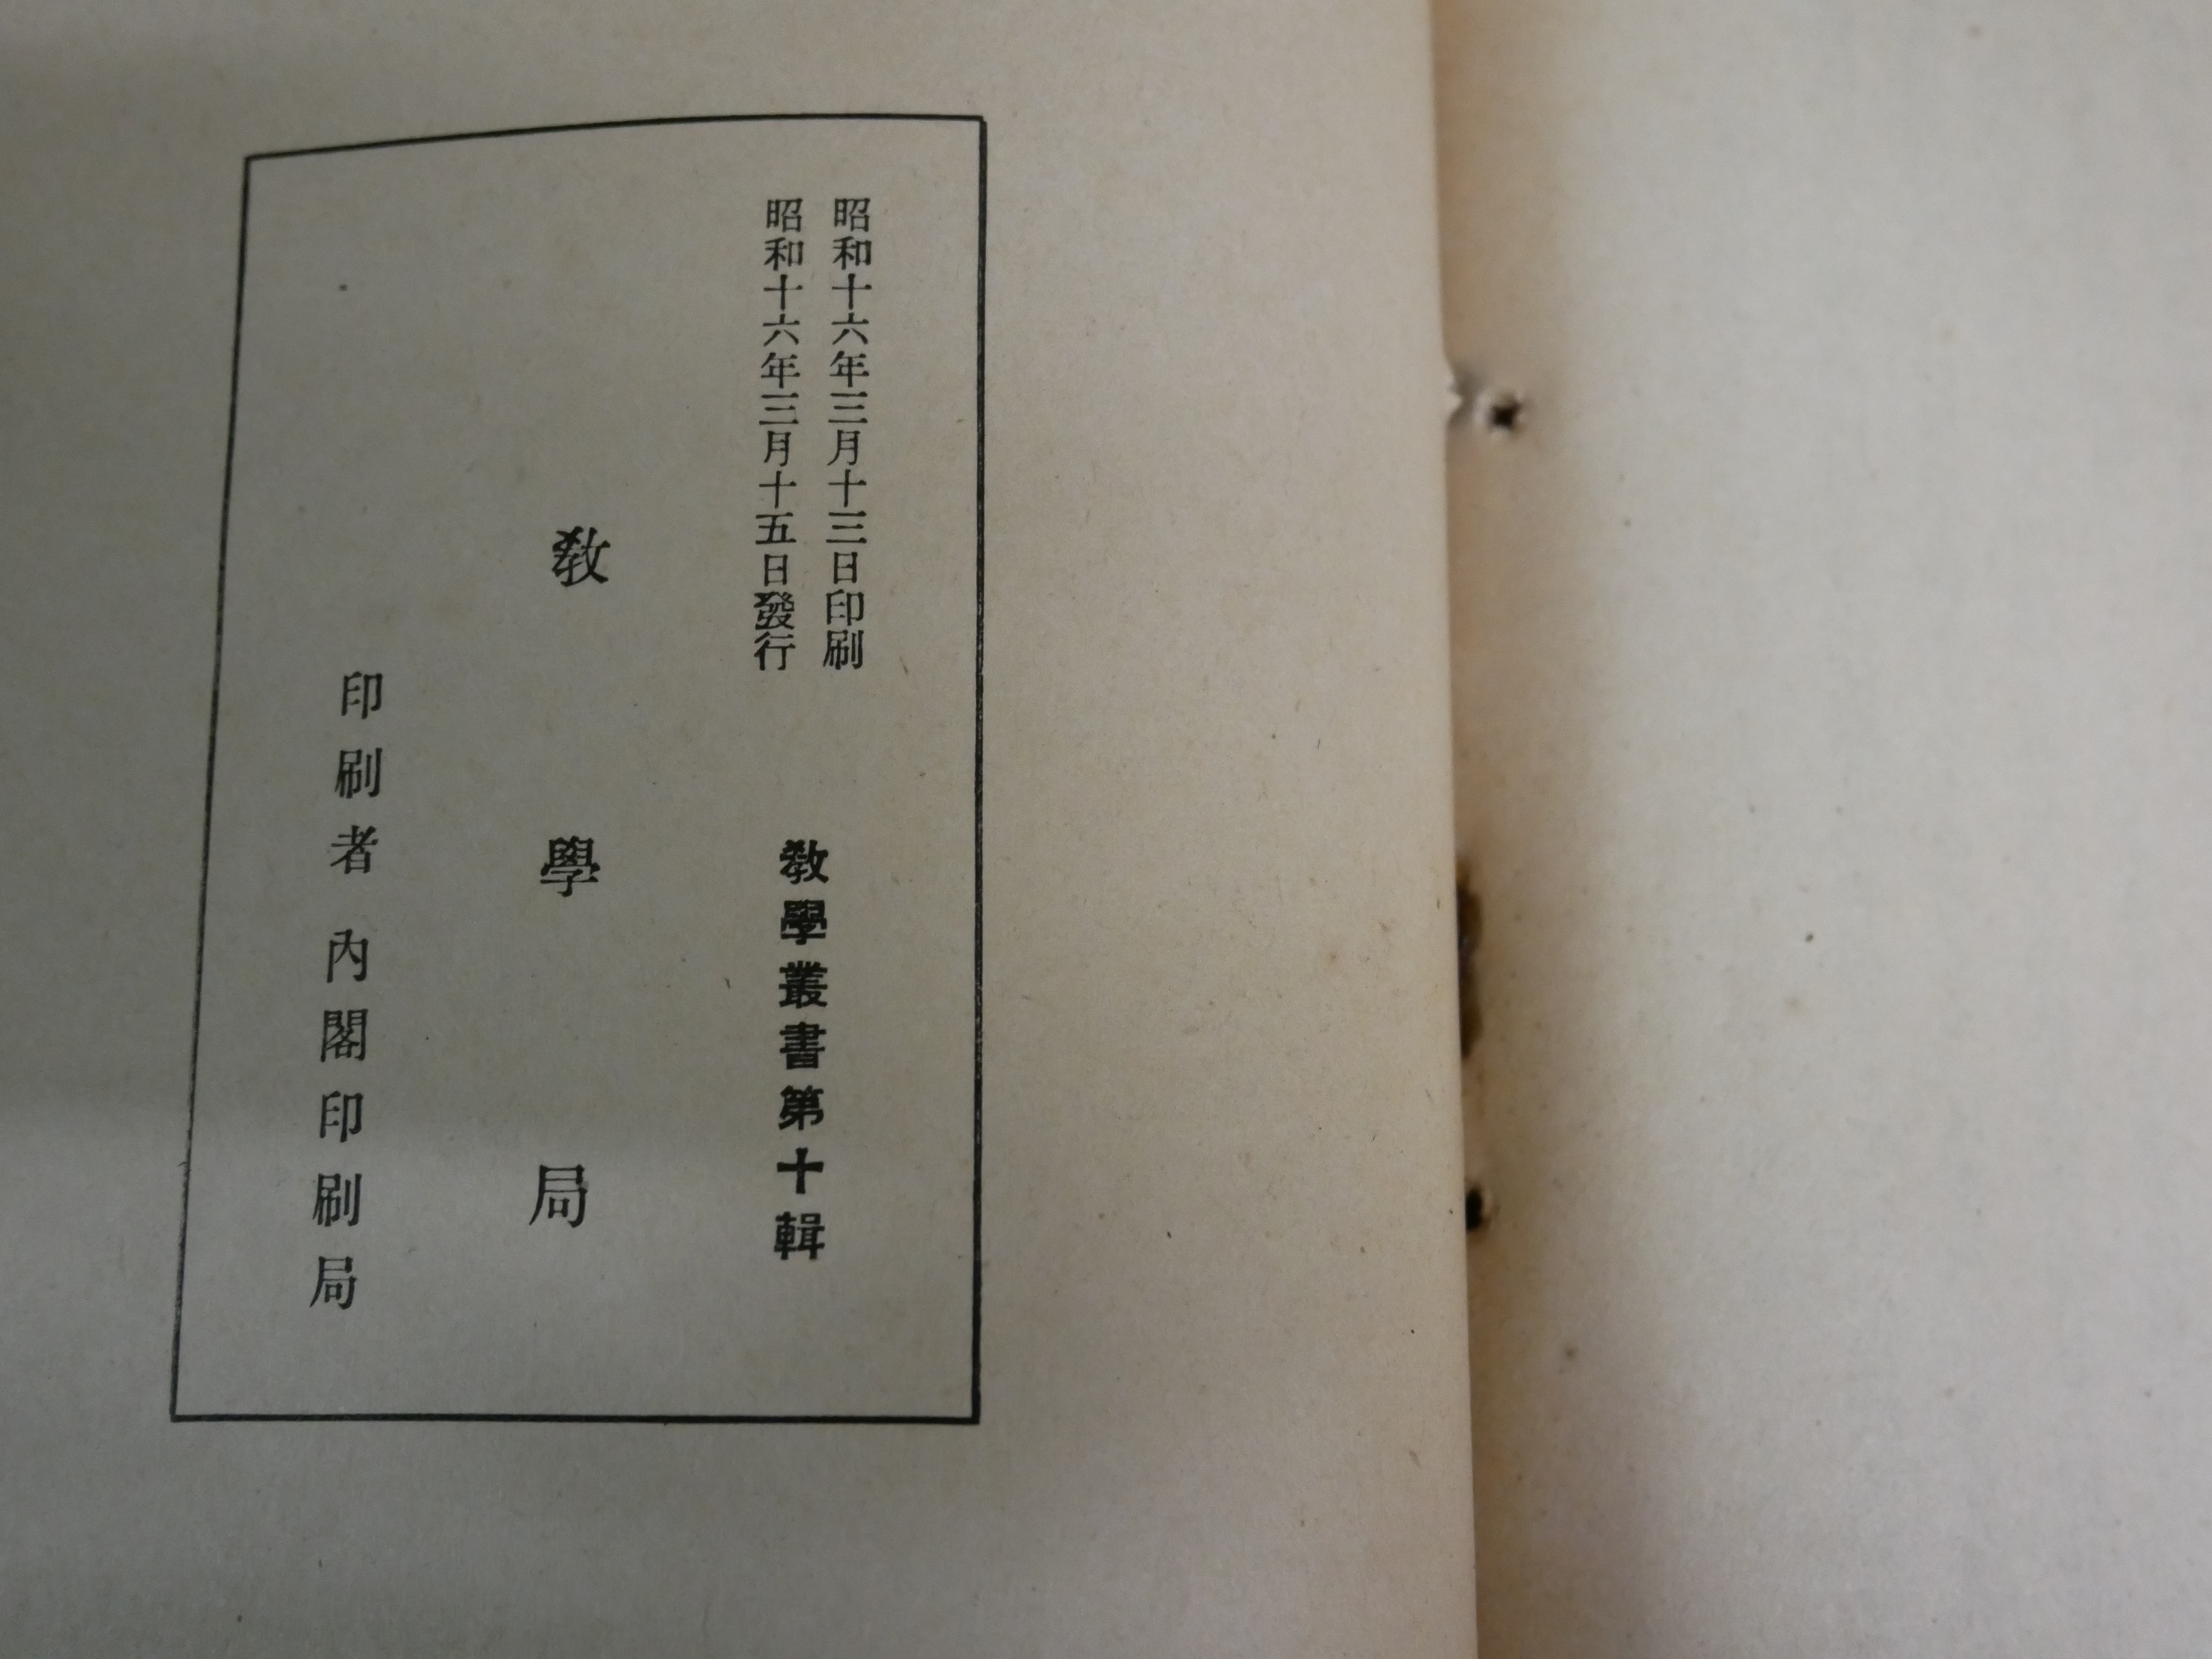 昭和十六年三月十三日印刷
昭和十六年三月十五日發行
敎學叢書第十輯
敎學局
印刷者 內閣印刷局